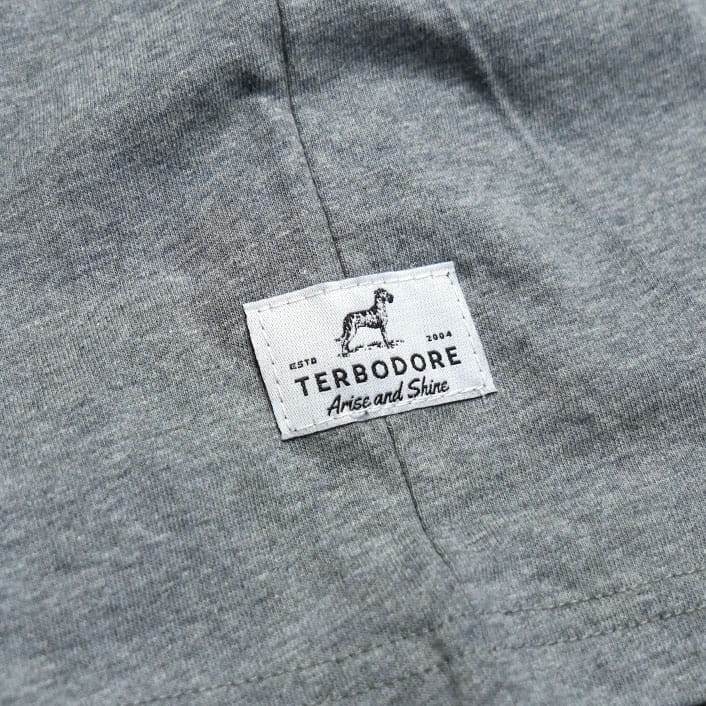 ESTD 2004
TERBODORE
Arise and Shine